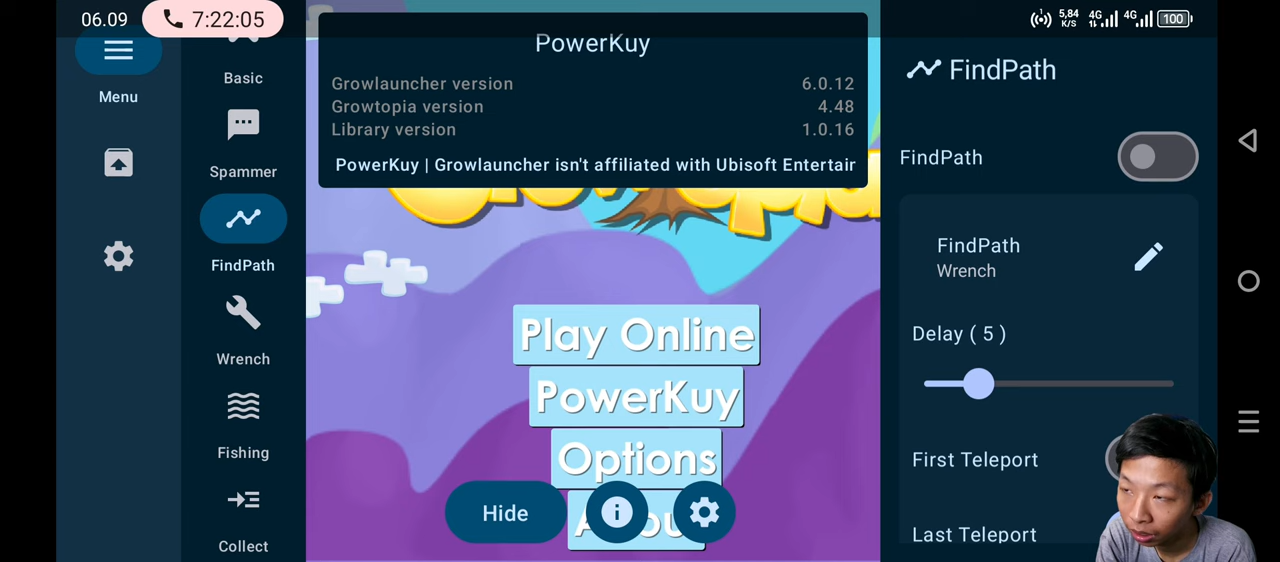 06.09
7:22:05
5,84 K/S
4G
4G
100
Menu
Basic
Spammer
FindPath
Wrench
Fishing
Collect
PowerKuy
Growlauncher version 6.0.12
Growtopia version 4.48
Library version 1.0.16
PowerKuy | Growlauncher isn't affiliated with Ubisoft Entertair
Play Online
PowerKuy
Options
Hide
FindPath
FindPath
FindPath
Wrench
Delay ( 5 )
First Teleport
Last Teleport